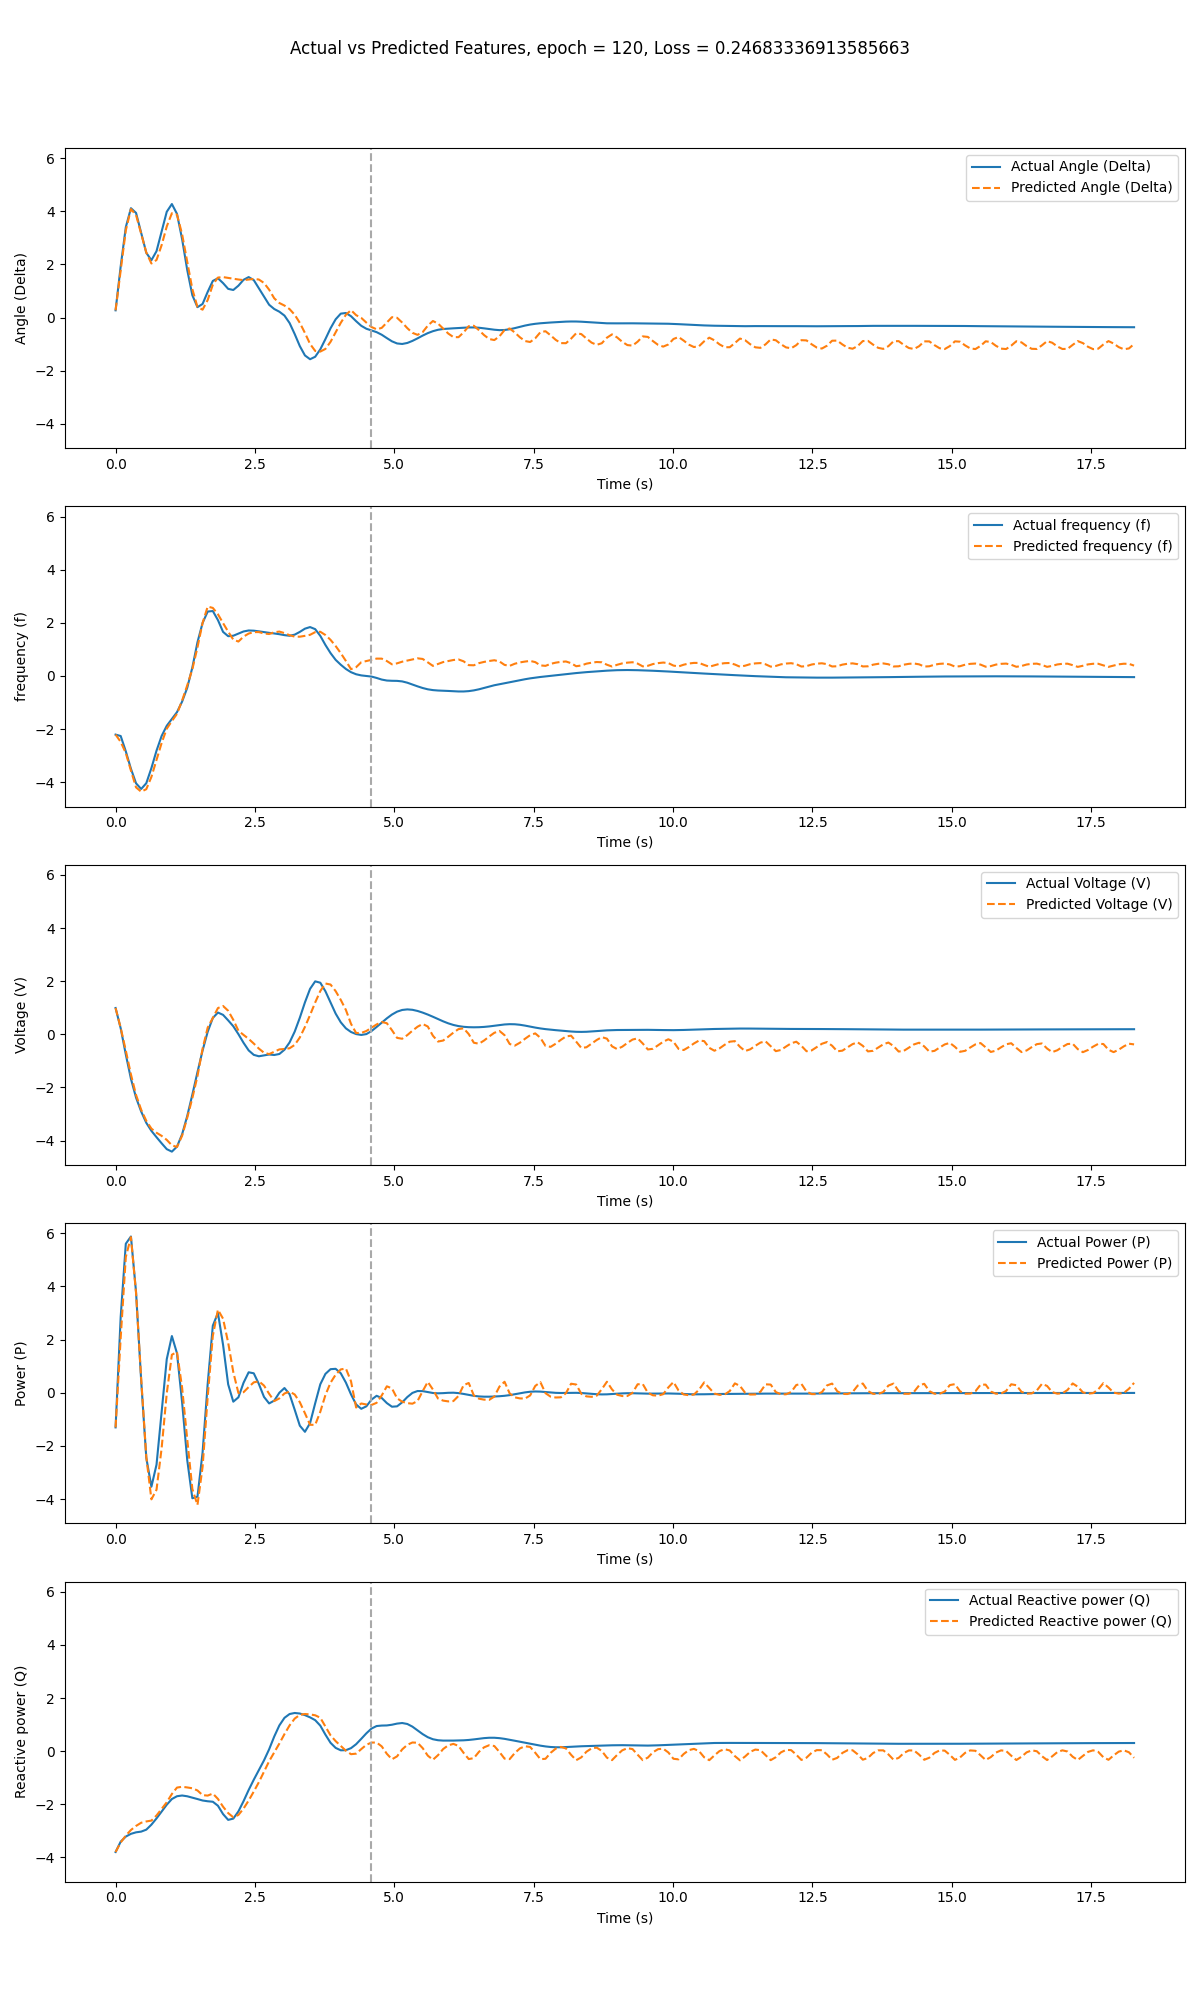 Actual vs Predicted Features, epoch = 120, Loss = 0.24683336913585663
6
4
2
0
−2
−4
Angle (Delta)
Actual Angle (Delta)
Predicted Angle (Delta)
0.0 2.5 5.0 7.5 10.0 12.5 15.0 17.5
Time (s)
6
4
2
0
−2
−4
frequency (f)
Actual frequency (f)
Predicted frequency (f)
0.0 2.5 5.0 7.5 10.0 12.5 15.0 17.5
Time (s)
6
4
2
0
−2
−4
Voltage (V)
Actual Voltage (V)
Predicted Voltage (V)
0.0 2.5 5.0 7.5 10.0 12.5 15.0 17.5
Time (s)
6
4
2
0
−2
−4
Power (P)
Actual Power (P)
Predicted Power (P)
0.0 2.5 5.0 7.5 10.0 12.5 15.0 17.5
Time (s)
6
4
2
0
−2
−4
Reactive power (Q)
Actual Reactive power (Q)
Predicted Reactive power (Q)
0.0 2.5 5.0 7.5 10.0 12.5 15.0 17.5
Time (s)